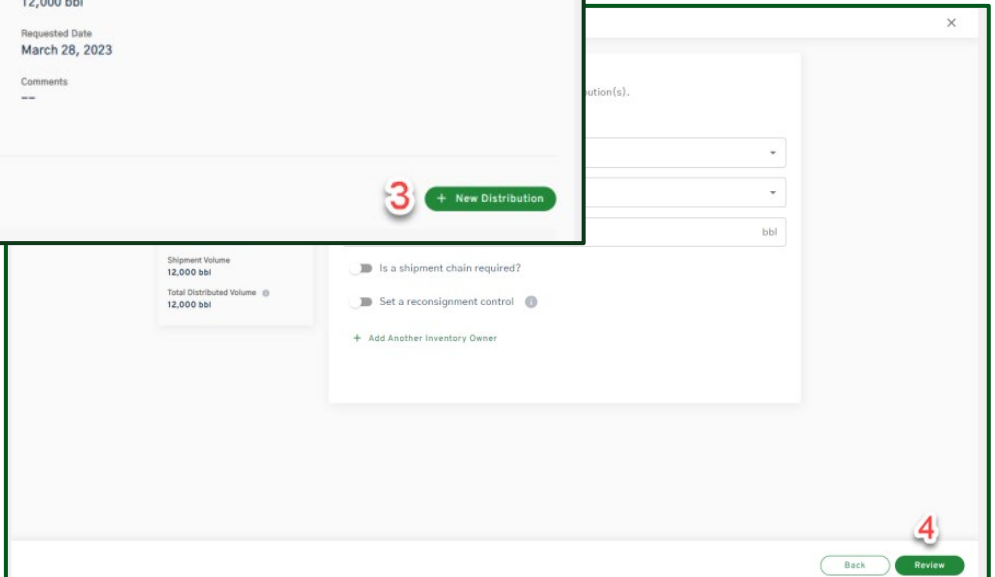 12,000 bbl
Requested Date
March 28, 2023
Comments
--
3 + New Distribution
bution(s).
bbl
Shipment Volume
12,000 bbl
Total Distributed Volume
12,000 bbl
Is a shipment chain required?
Set a reconsignment control
+ Add Another Inventory Owner
4
Back Review